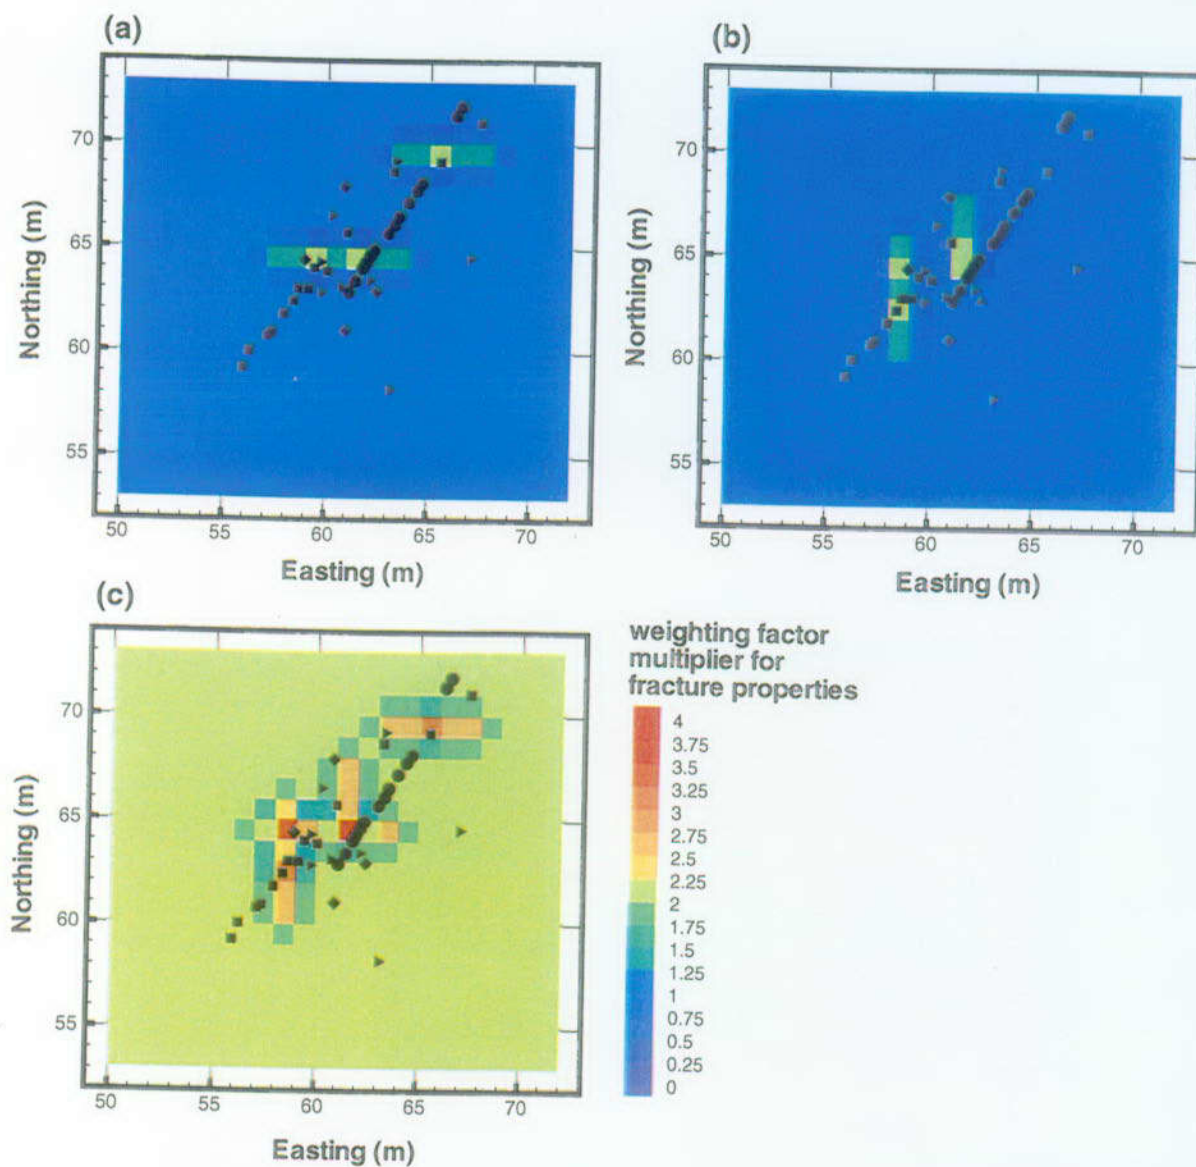 (a)
70
65
60
55
Northing (m)
50 55 60 65 70
Easting (m)
(b)
70
65
60
55
Northing (m)
50 55 60 65 70
Easting (m)
(c)
70
65
60
55
Northing (m)
50 55 60 65 70
Easting (m)
weighting factor
multiplier for
fracture properties
4
3.75
3.5
3.25
3
2.75
2.5
2.25
2
1.75
1.5
1.25
1
0.75
0.5
0.25
0